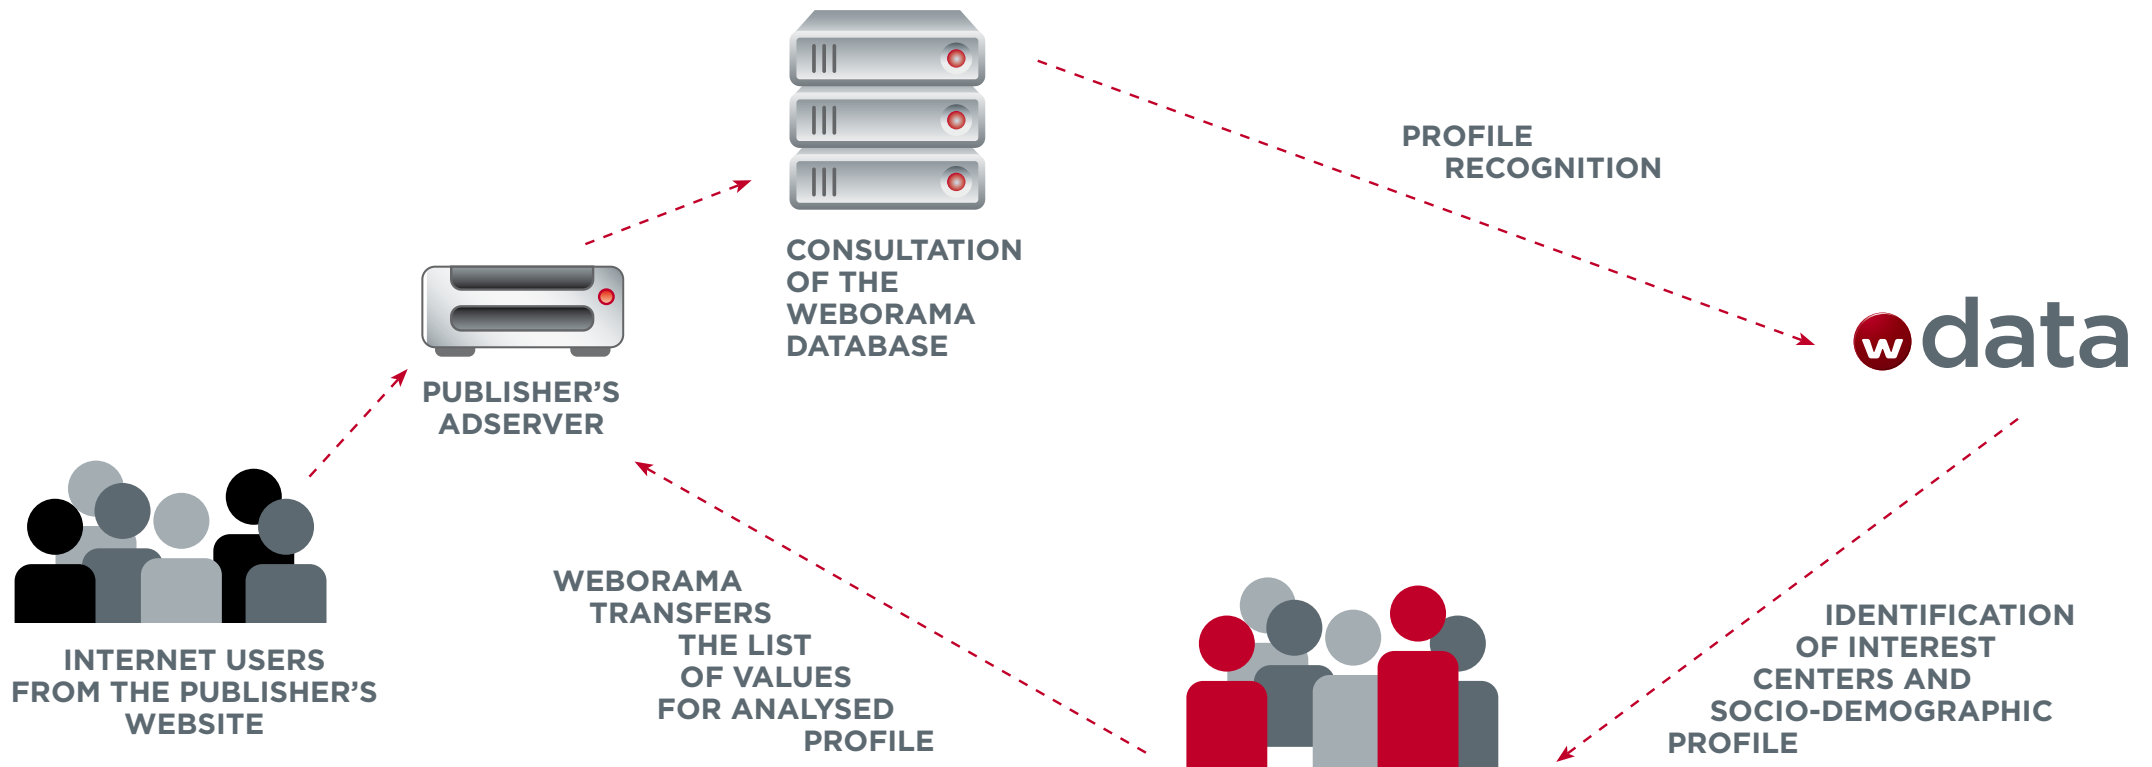 PROFILE
RECOGNITION
CONSULTATION
OF THE
WEBORAMA
DATABASE
w data
PUBLISHER’S
ADSERVER
INTERNET USERS
FROM THE PUBLISHER’S
WEBSITE
WEBORAMA
TRANSFERS
THE LIST
OF VALUES
FOR ANALYSED
PROFILE
IDENTIFICATION
OF INTEREST
CENTERS AND
SOCIO-DEMOGRAPHIC
PROFILE